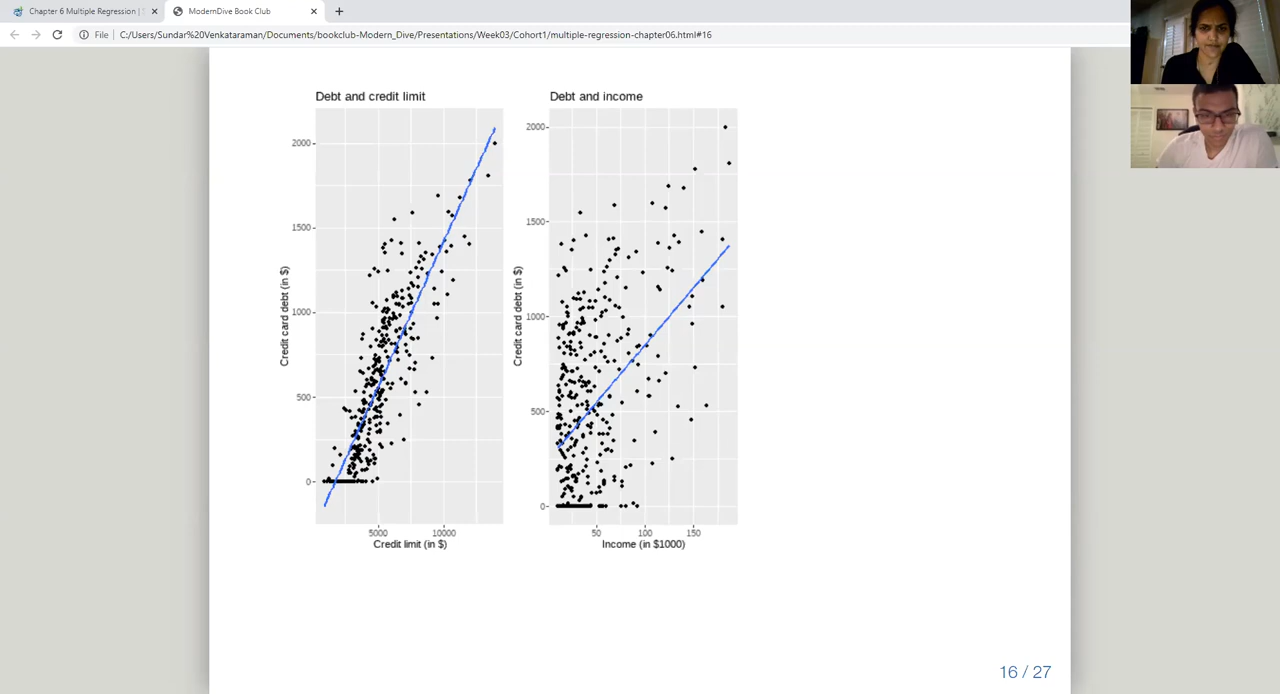 Chapter 6 Multiple Regression | S
ModernDive Book Club
File
C:/Users/Sundar%20Venkataraman/Documents/bookclub-Modern_Dive/Presentations/Week03/Cohort1/multiple-regression-chapter06.html#16
Debt and credit limit
Credit card debt (in $)
2000
1500
1000
500
0
5000
10000
Credit limit (in $)
Debt and income
Credit card debt (in $)
2000
1500
1000
500
0
50
100
150
Income (in $1000)
16 / 27